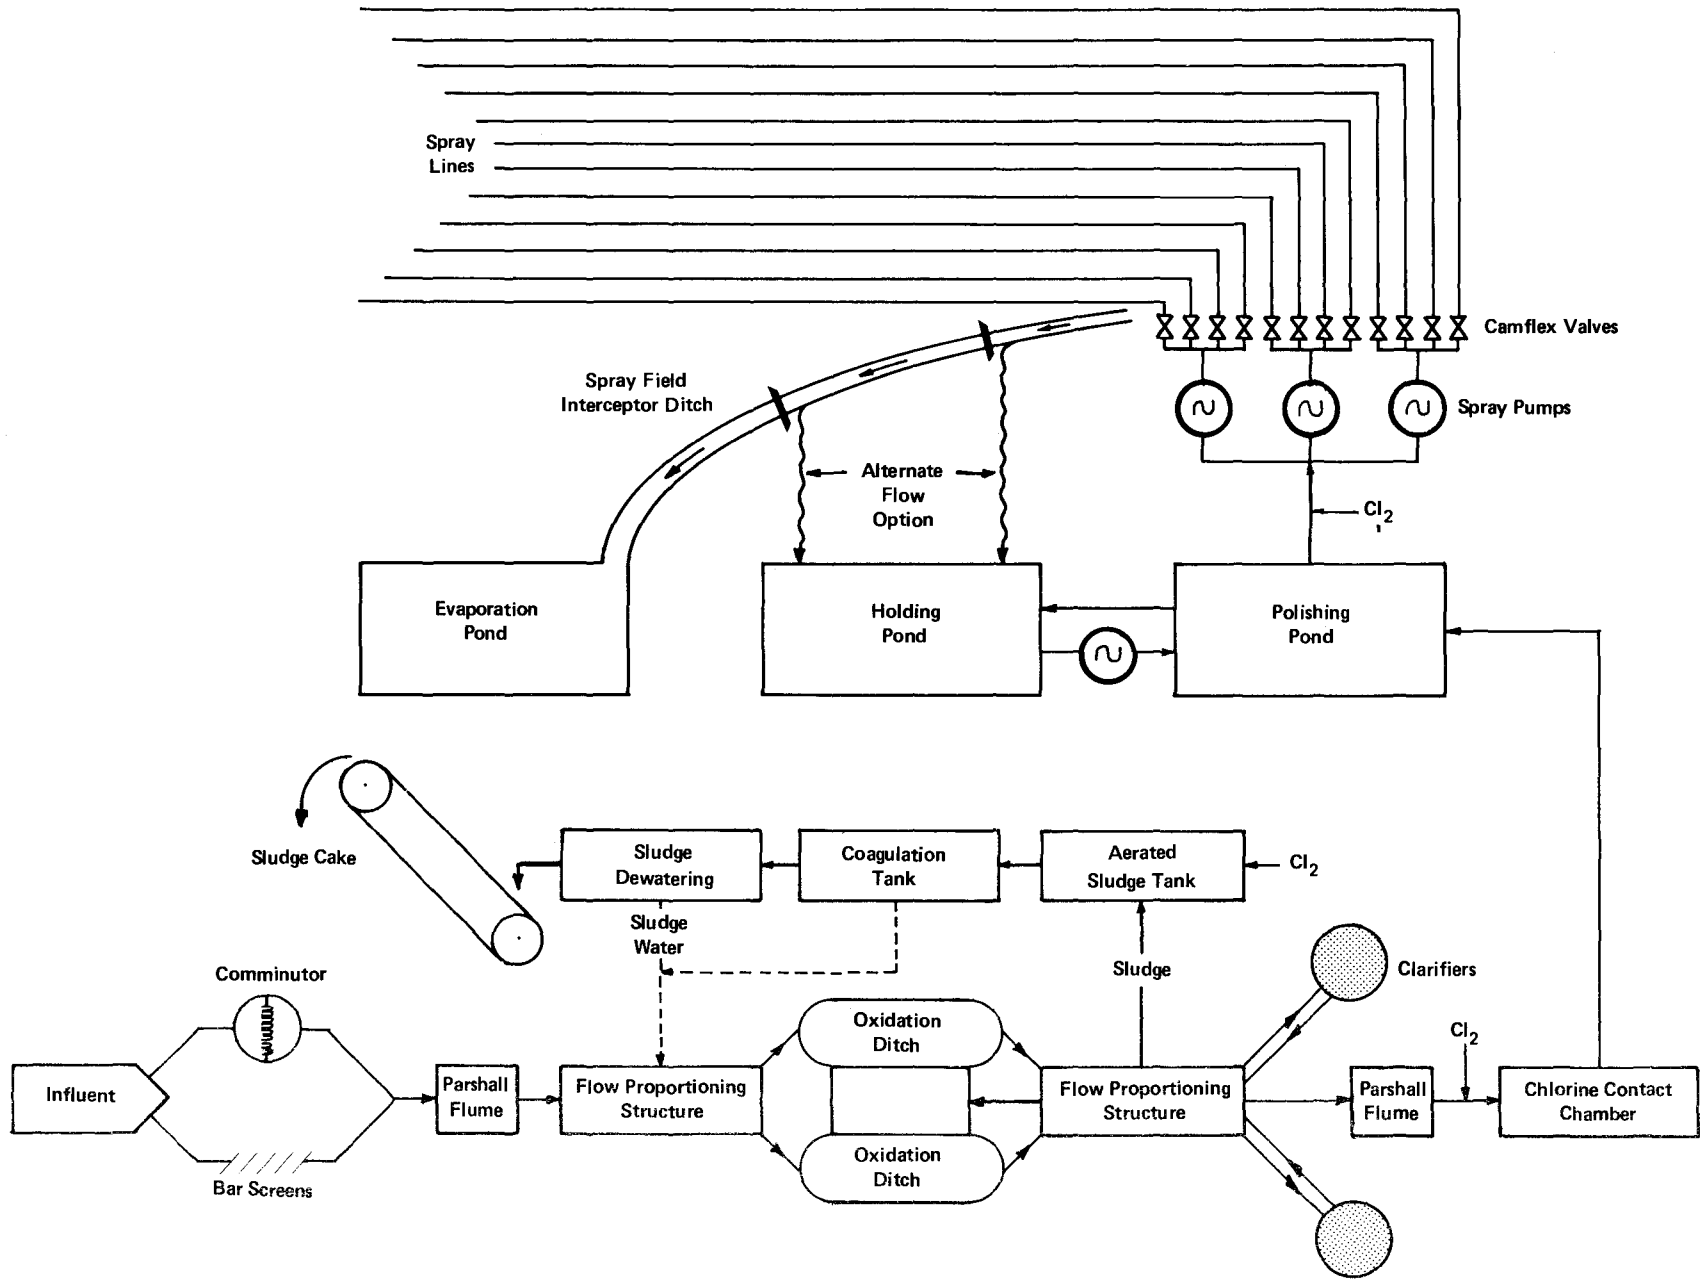 Spray
Lines
Camflex Valves
Spray Field
Interceptor Ditch
Spray Pumps
Alternate
Flow
Option
Cl2
Evaporation
Pond
Holding
Pond
Polishing
Pond
Sludge Cake
Sludge
Dewatering
Coagulation
Tank
Aerated
Sludge Tank
Cl2
Sludge
Water
Sludge
Clarifiers
Comminutor
Oxidation
Ditch
Cl2
Influent
Parshall
Flume
Flow Proportioning
Structure
Flow Proportioning
Structure
Parshall
Flume
Chlorine Contact
Chamber
Oxidation
Ditch
Bar Screens